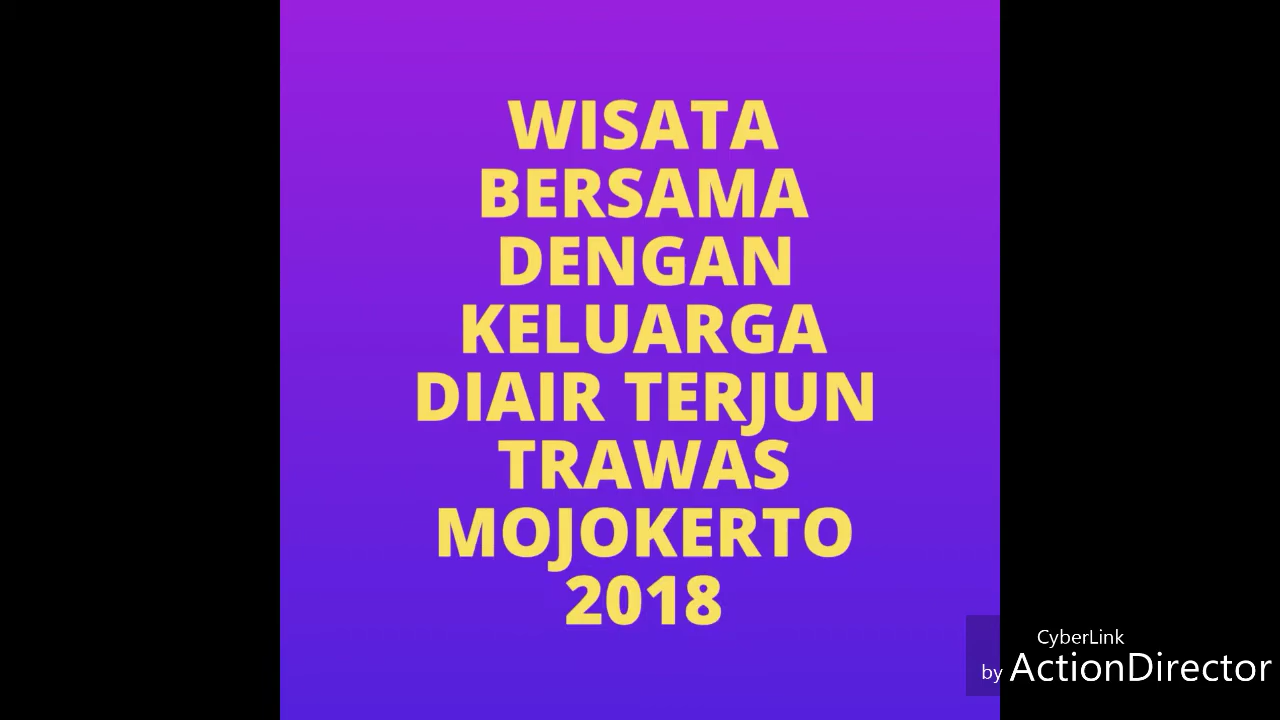 WISATA
BERSAMA
DENGAN
KELUARGA
DIAIR TERJUN
TRAWAS
MOJOKERTO
2018
CyberLink
by ActionDirector